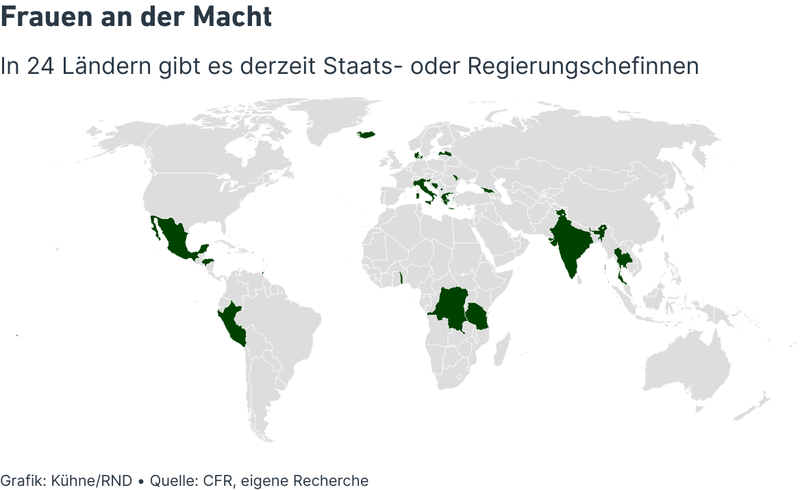 Frauen an der Macht
In 24 Ländern gibt es derzeit Staats- oder Regierungschefinnen
Grafik: Kühne/RND • Quelle: CFR, eigene Recherche